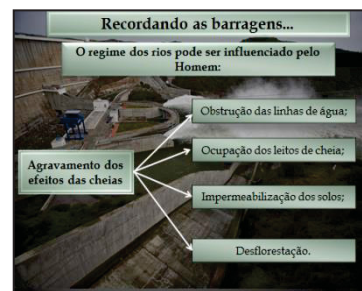 Recordando as barragens...
O regime dos rios pode ser influenciado pelo
Homem:
Obstrução das linhas de água;
Ocupação dos leitos de cheia;
Agravamento dos
efeitos das cheias
Impermeabilização dos solos;
Desflorestação.